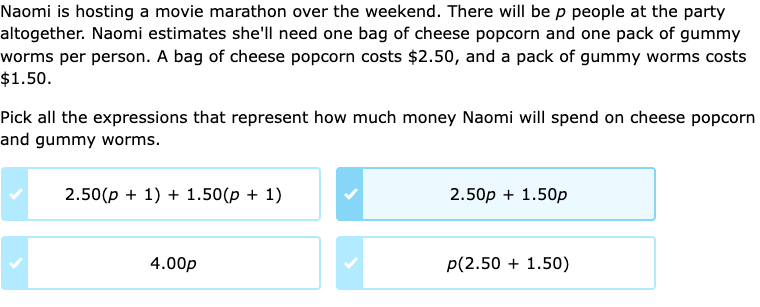 Naomi is hosting a movie marathon over the weekend. There will be p people at the party
altogether. Naomi estimates she'll need one bag of cheese popcorn and one pack of gummy
worms per person. A bag of cheese popcorn costs $2.50, and a pack of gummy worms costs
$1.50.
Pick all the expressions that represent how much money Naomi will spend on cheese popcorn
and gummy worms.
2.50(p + 1) + 1.50(p + 1)
2.50p + 1.50p
4.00p
p(2.50 + 1.50)